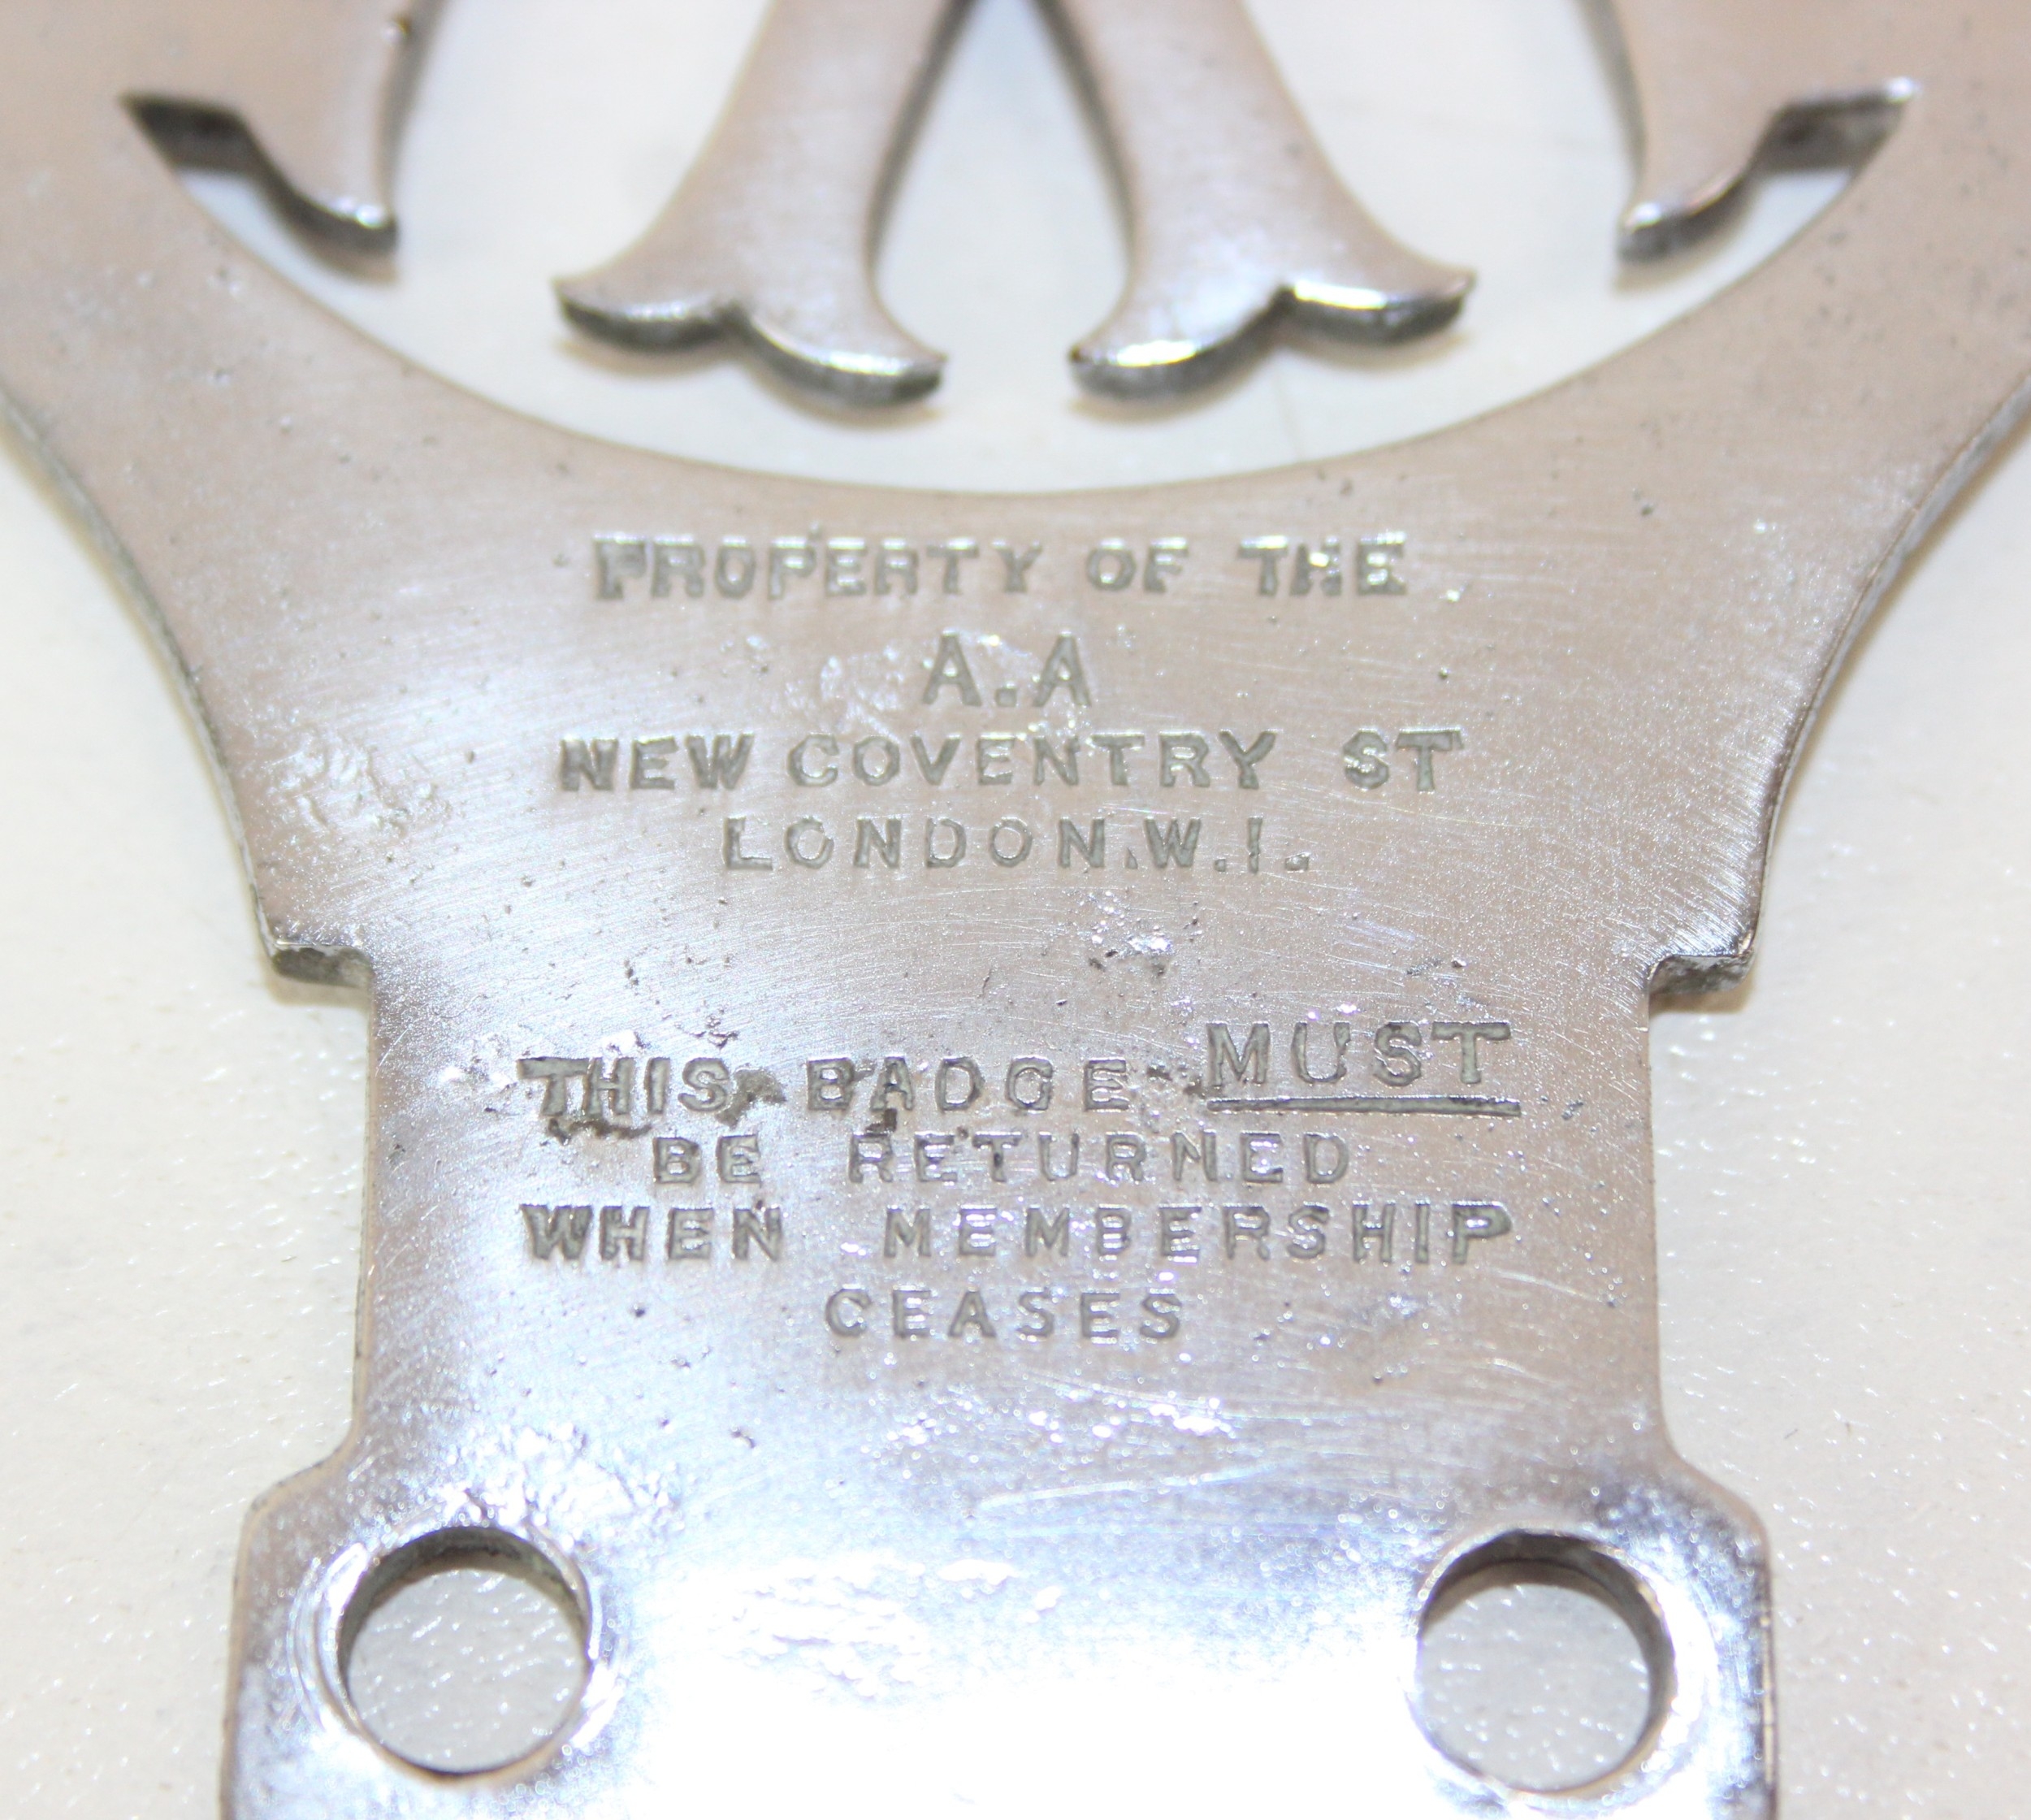 PROPERTY OF THE
A.A
NEW COVENTRY ST
LONDON.W.I.
THIS BADGE MUST
BE RETURNED
WHEN MEMBERSHIP
CEASES